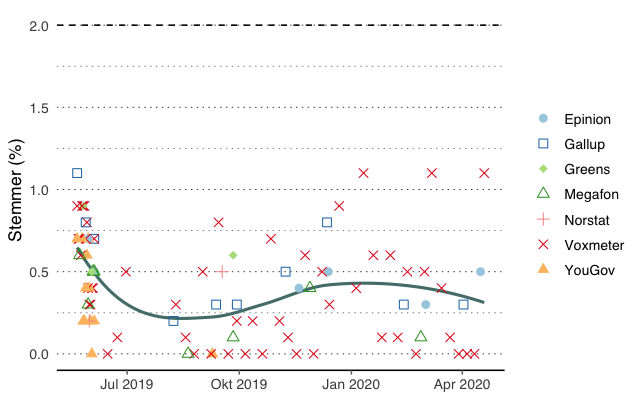 2.0
1.5
1.0
0.5
0.0
Stemmer (%)
Jul 2019
Okt 2019
Jan 2020
Apr 2020
Epinion
Gallup
Greens
Megafon
Norstat
Voxmeter
YouGov